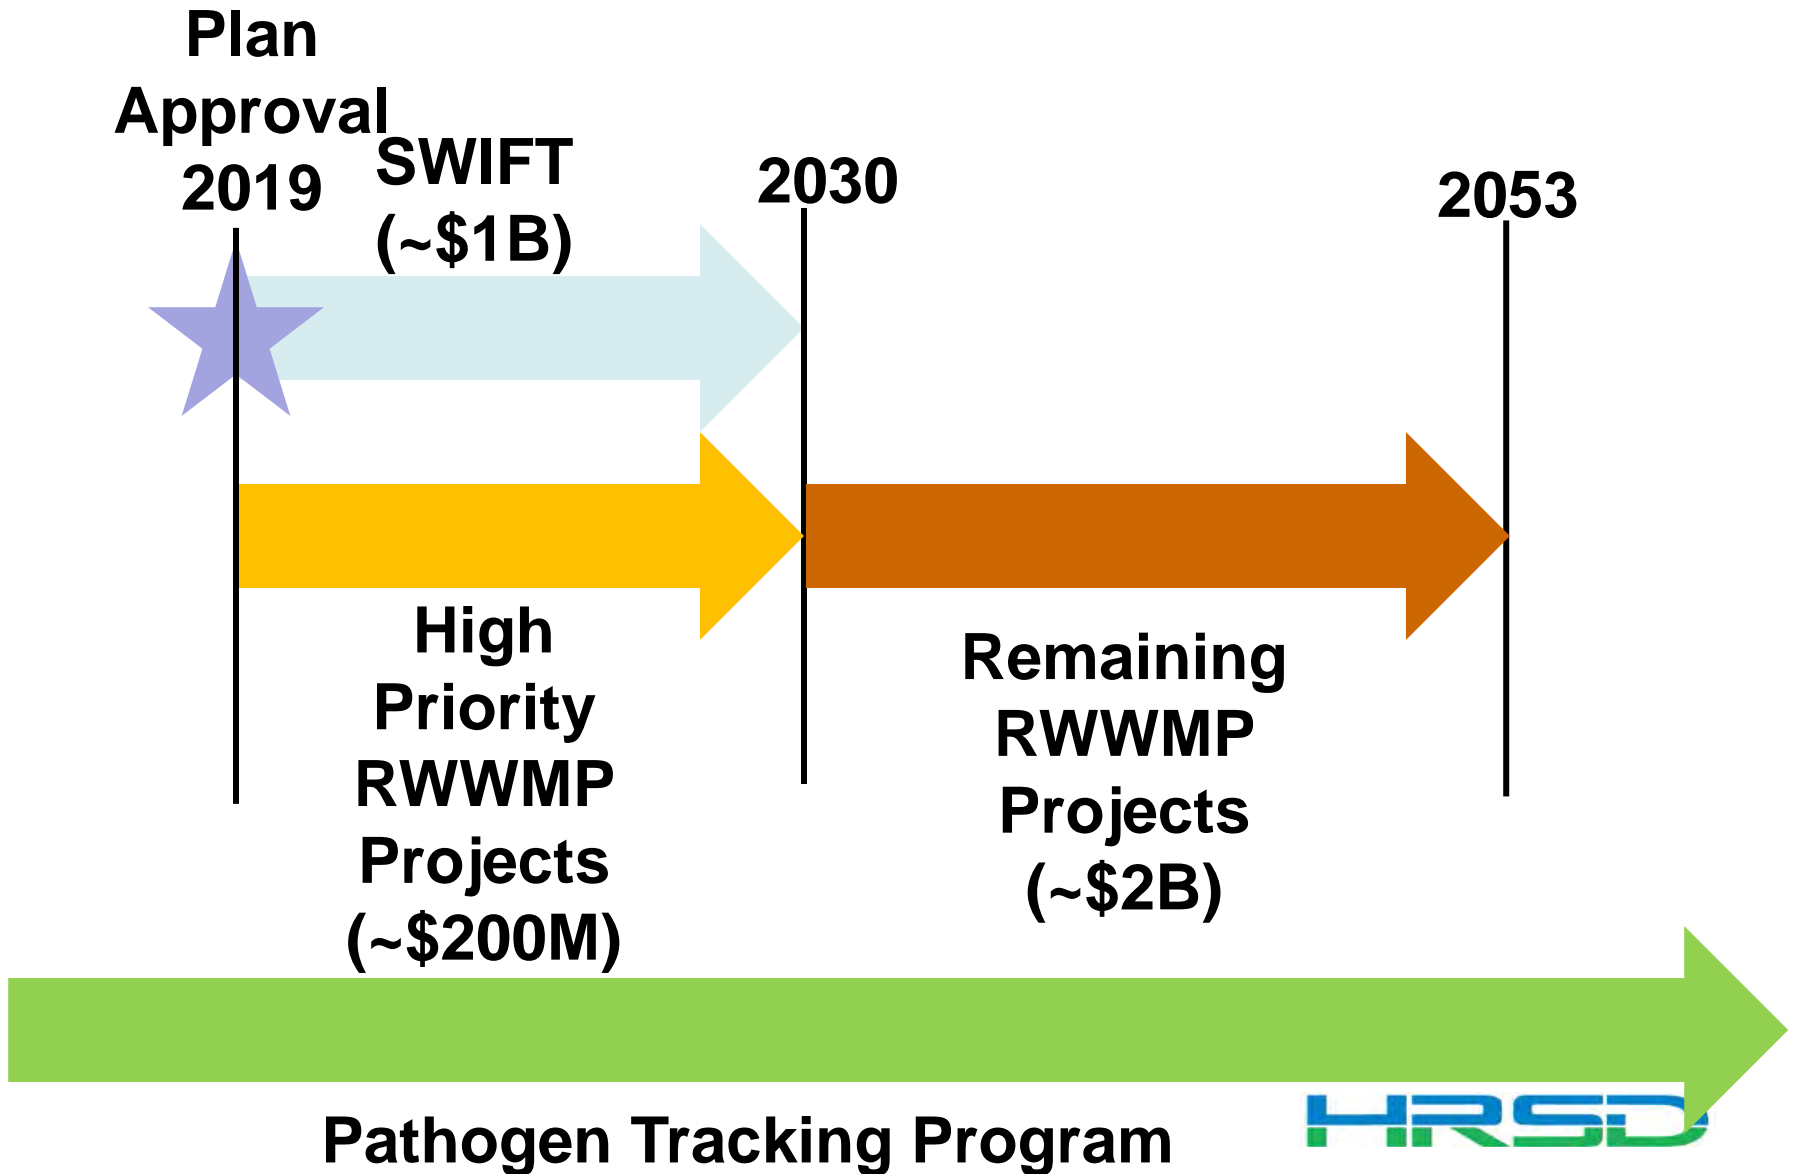 Plan
Approval
2019
SWIFT
(~$1B)
2030
2053
High
Priority
RWWMP
Projects
(~$200M)
Remaining
RWWMP
Projects
(~$2B)
Pathogen Tracking Program
HRSD